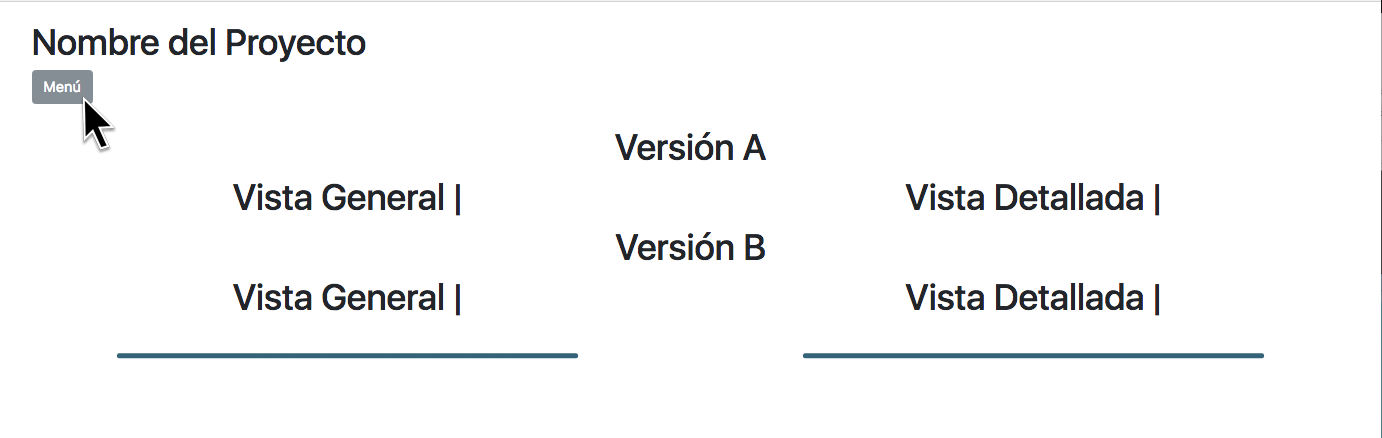 Nombre del Proyecto
Menú
Versión A
Vista General | Vista Detallada |
Versión B
Vista General | Vista Detallada |